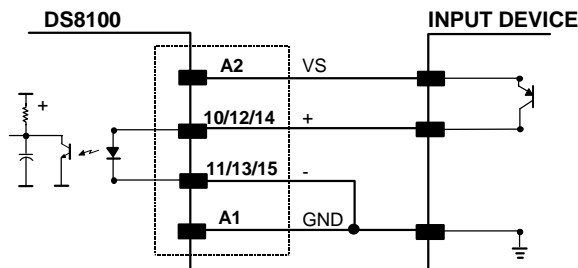 DS8100 INPUT DEVICE
A2 VS
+ 10/12/14 +
11/13/15 -
A1 GND